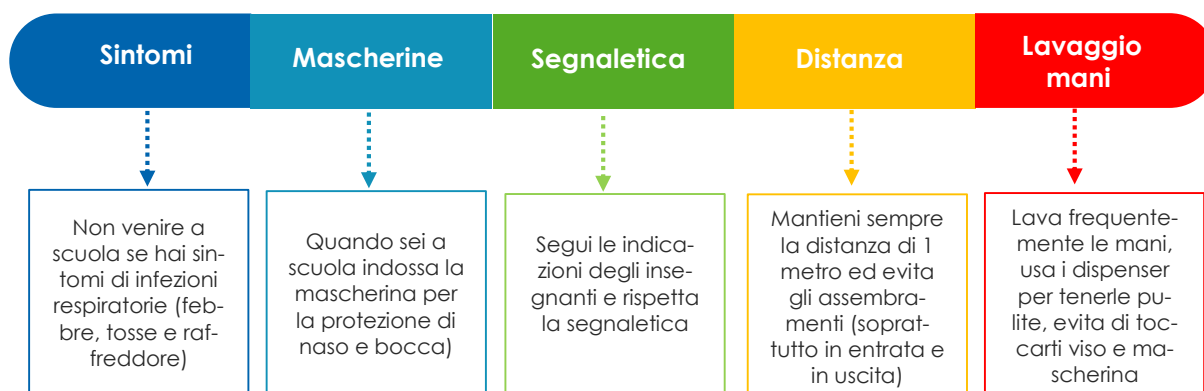 Sintomi
Mascherine
Segnaletica
Distanza
Lavaggio
mani
Non venire a
scuola se hai sin-
tomi di infezioni
respiratorie (feb-
bre, tosse e raf-
freddore)
Quando sei a
scuola indossa la
mascherina per
la protezione di
naso e bocca)
Segui le indica-
zioni degli inse-
gnanti e rispetta
la segnaletica
Mantieni sempre
la distanza di 1
metro ed evita
gli assembra-
menti (soprat-
tutto in entrata e
in uscita)
Lava frequente-
mente le mani,
usa i dispenser
per tenerle pu-
lite, evita di toc-
carti viso e ma-
scherina